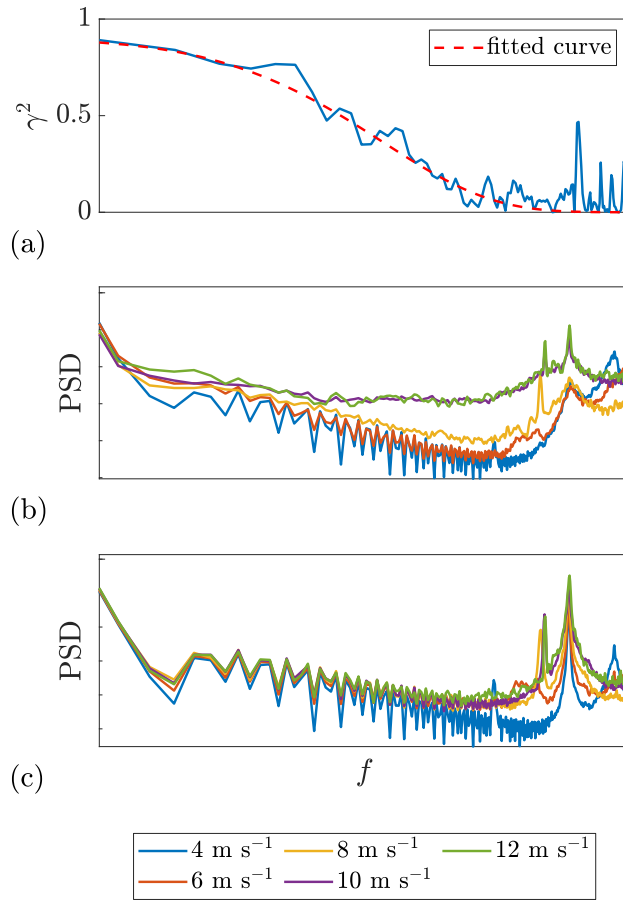 1
fitted curve
γ²
0.5
0
(a)
PSD
(b)
PSD
(c)
f
4 m s⁻¹ 8 m s⁻¹ 12 m s⁻¹
6 m s⁻¹ 10 m s⁻¹